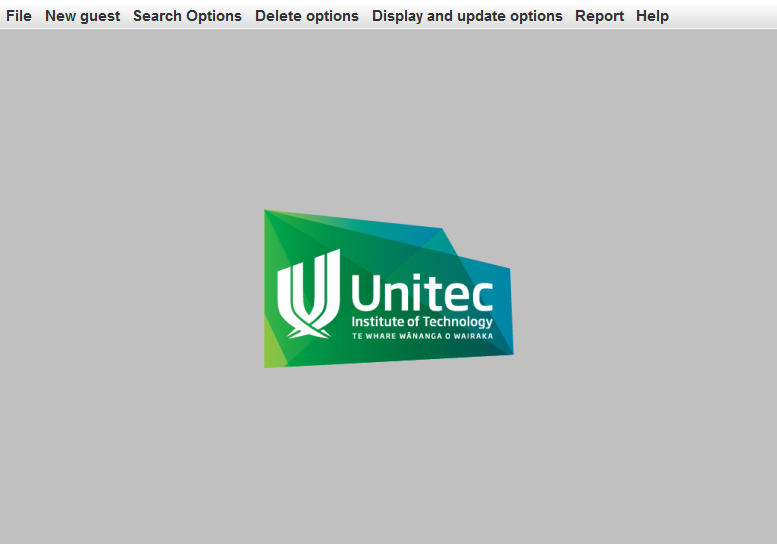 File New guest Search Options Delete options Display and update options Report Help
Unitec
Institute of Technology
TE WHARE WĀNANGA O WAIRAKA